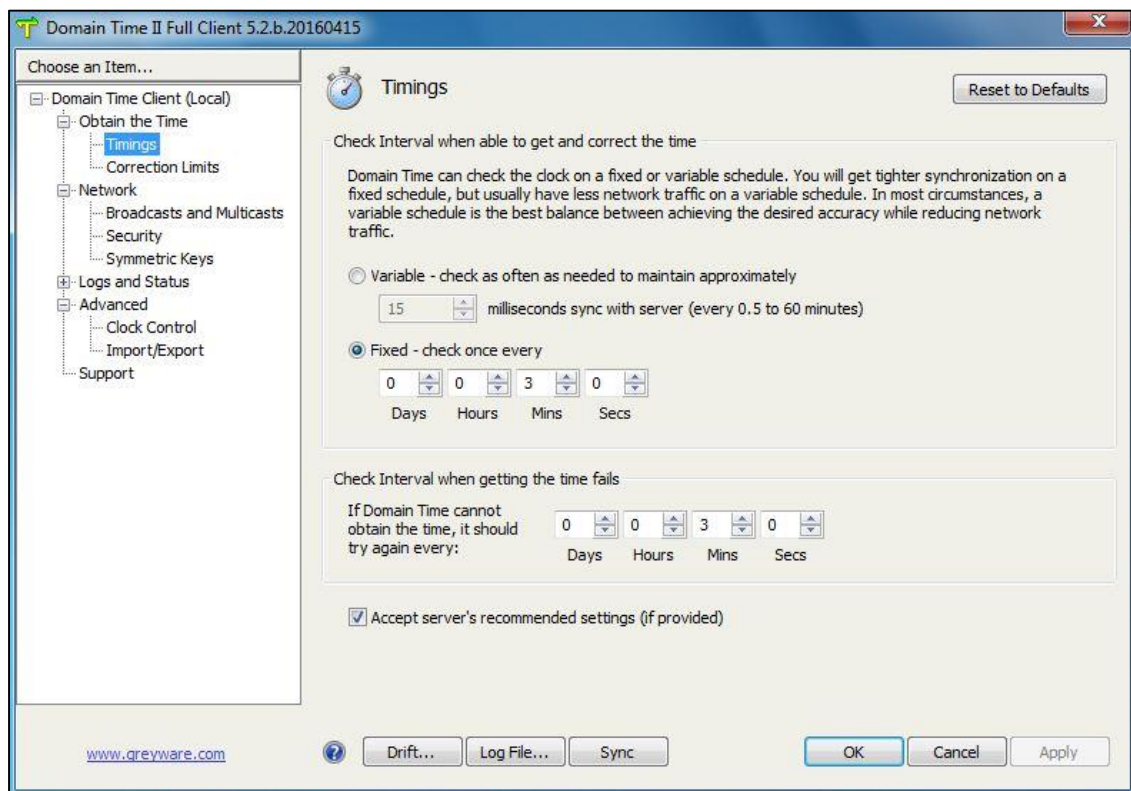 Domain Time II Full Client 5.2.b.20160415
Choose an Item...
Domain Time Client (Local)
Obtain the Time
Timings
Correction Limits
Network
Broadcasts and Multicasts
Security
Symmetric Keys
Logs and Status
Advanced
Clock Control
Import/Export
Support
www.greyware.com
Timings
Reset to Defaults
Check Interval when able to get and correct the time
Domain Time can check the clock on a fixed or variable schedule. You will get tighter synchronization on a
fixed schedule, but usually have less network traffic on a variable schedule. In most circumstances, a
variable schedule is the best balance between achieving the desired accuracy while reducing network
traffic.
Variable - check as often as needed to maintain approximately
15 milliseconds sync with server (every 0.5 to 60 minutes)
Fixed - check once every
0 0 3 0
Days Hours Mins Secs
Check Interval when getting the time fails
If Domain Time cannot
obtain the time, it should
try again every:
0 0 3 0
Days Hours Mins Secs
Accept server's recommended settings (if provided)
Drift... Log File... Sync OK Cancel Apply